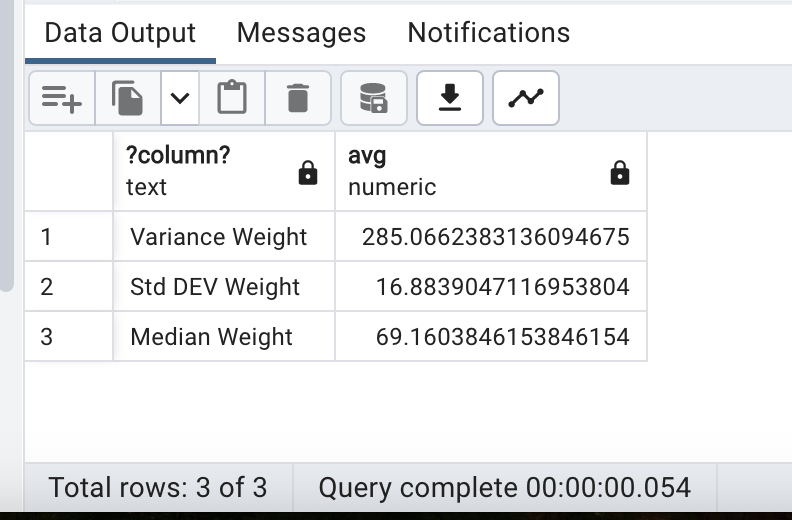 Data Output Messages Notifications
?column? avg
text numeric
1 Variance Weight 285.0662383136094675
2 Std DEV Weight 16.8839047116953804
3 Median Weight 69.1603846153846154
Total rows: 3 of 3 Query complete 00:00:00.054